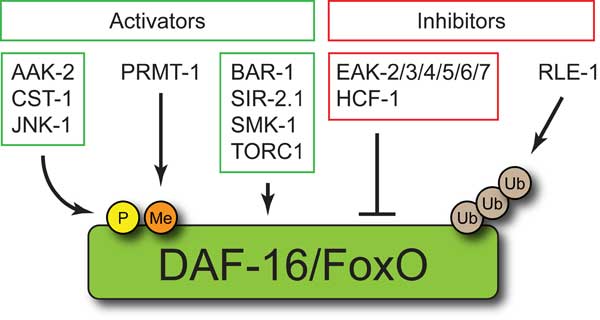 Activators
Inhibitors
AAK-2
CST-1
JNK-1
PRMT-1
BAR-1
SIR-2.1
SMK-1
TORC1
EAK-2/3/4/5/6/7
HCF-1
RLE-1
P
Me
Ub
Ub
Ub
DAF-16/FoxO